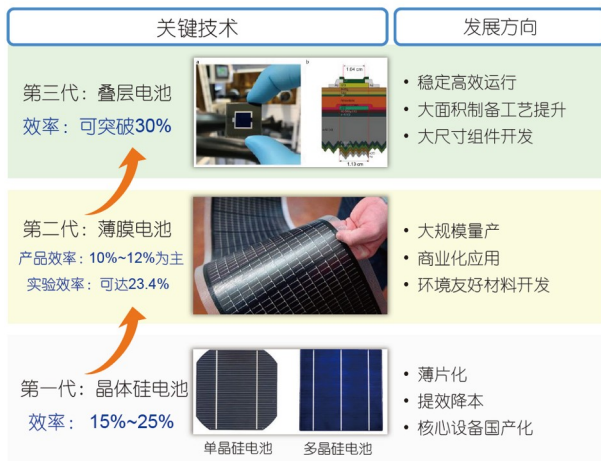 关键技术
发展方向
第三代：叠层电池
效率：可突破30%
a
b
1.04 cm
1.13 cm
• 稳定高效运行
• 大面积制备工艺提升
• 大尺寸组件开发
第二代：薄膜电池
产品效率：10%~12%为主
实验效率：可达23.4%
• 大规模量产
• 商业化应用
• 环境友好材料开发
第一代：晶体硅电池
效率：15%~25%
单晶硅电池
多晶硅电池
• 薄片化
• 提效降本
• 核心设备国产化